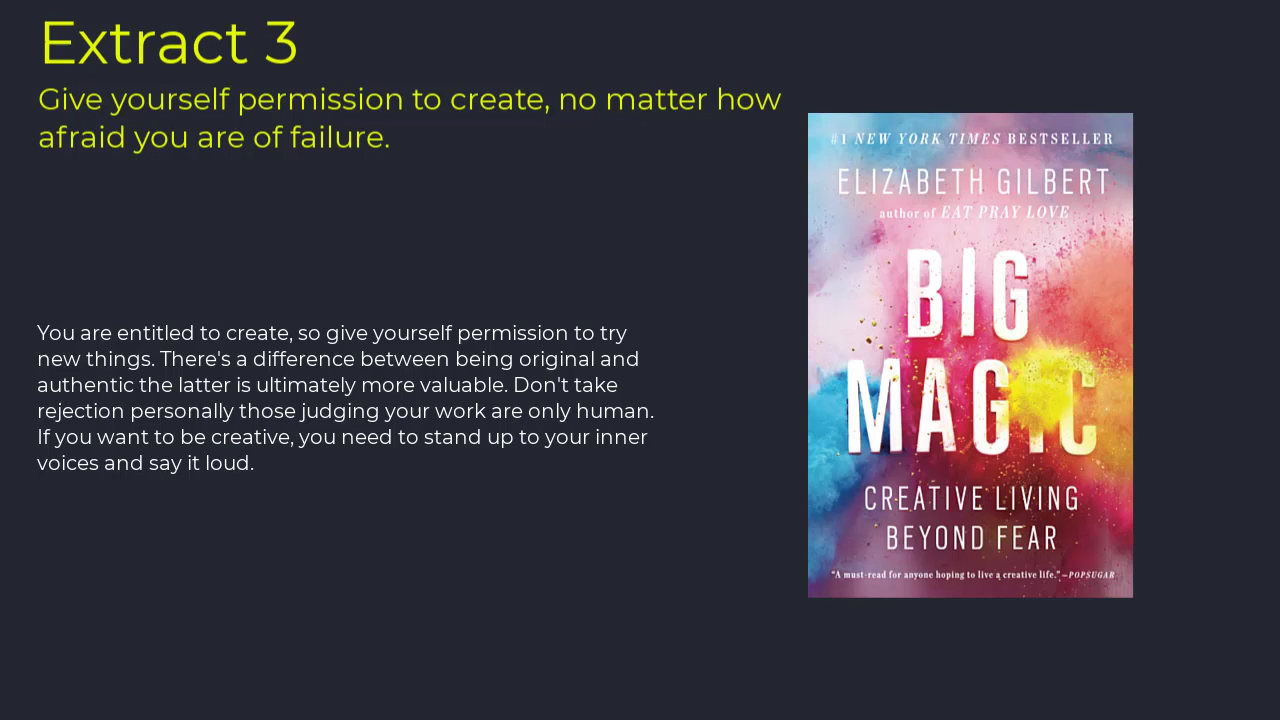 Extract 3
Give yourself permission to create, no matter how
afraid you are of failure.
You are entitled to create, so give yourself permission to try
new things. There's a difference between being original and
authentic the latter is ultimately more valuable. Don't take
rejection personally those judging your work are only human.
If you want to be creative, you need to stand up to your inner
voices and say it loud.
#1 NEW YORK TIMES BESTSELLER
ELIZABETH GILBERT
author of EAT PRAY LOVE
BIG
MAGIC
CREATIVE LIVING
BEYOND FEAR
"A must-read for anyone hoping to live a creative life." —POPSUGAR